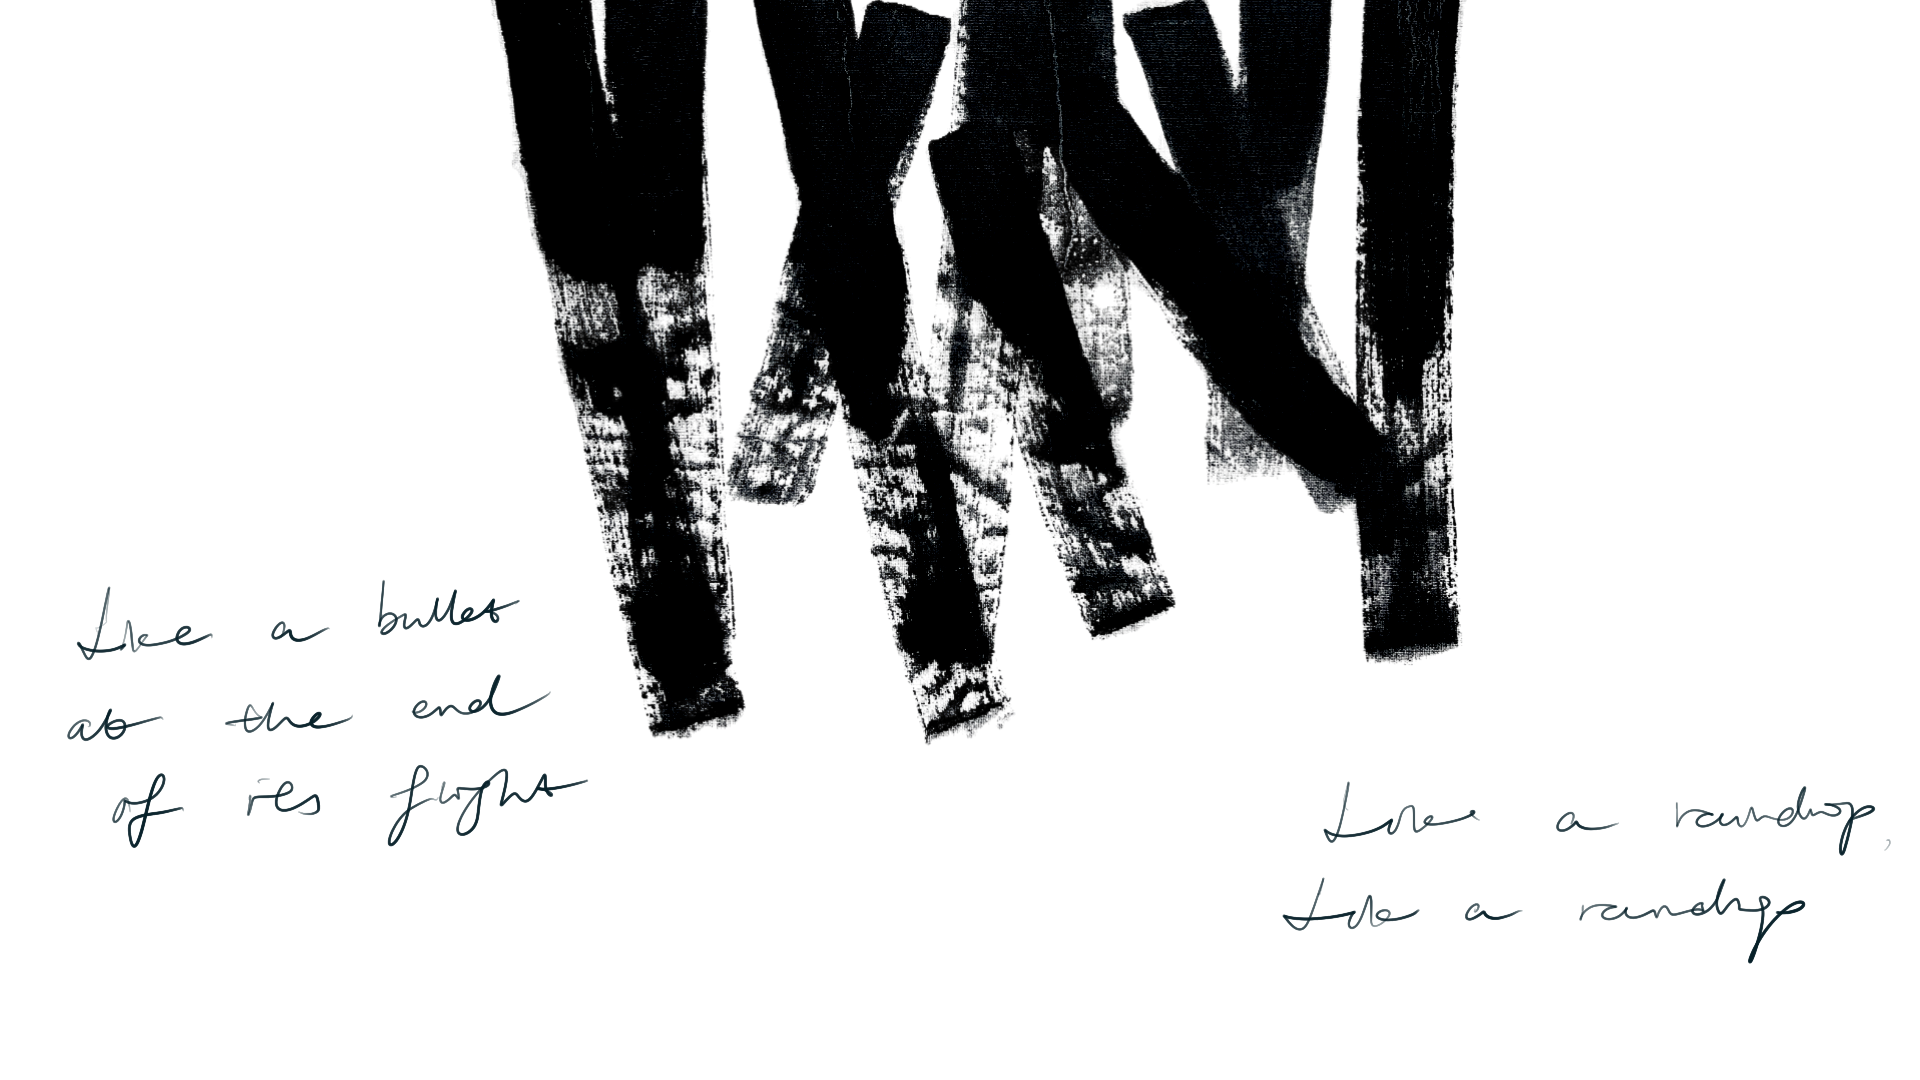 Like a bullet
at the end
of its flight
Like a raindrop,
Like a raindrop